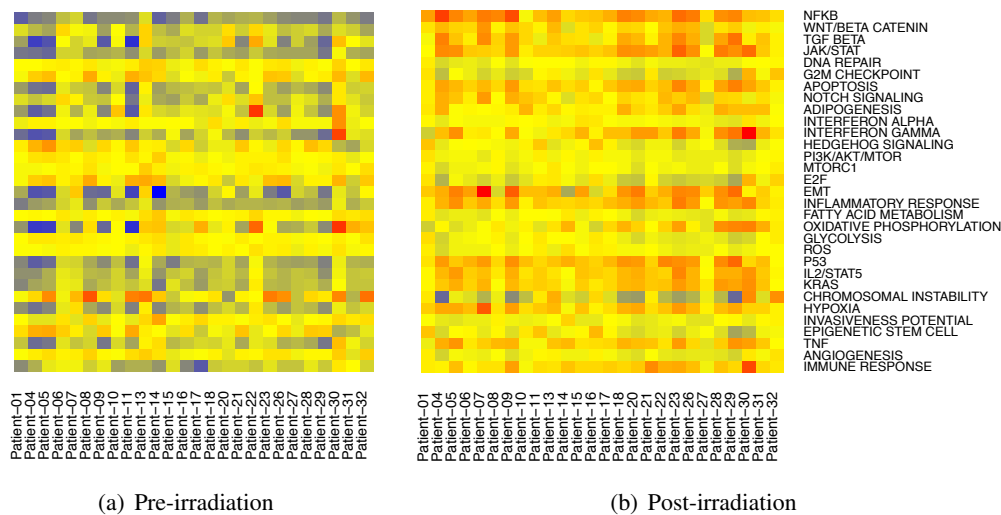 NFKB
WNT/BETA CATENIN
TGF BETA
JAK/STAT
DNA REPAIR
G2M CHECKPOINT
APOPTOSIS
NOTCH SIGNALING
ADIPOGENESIS
INTERFERON ALPHA
INTERFERON GAMMA
HEDGEHOG SIGNALING
PI3K/AKT/MTOR
MTORC1
E2F
EMT
INFLAMMATORY RESPONSE
FATTY ACID METABOLISM
OXIDATIVE PHOSPHORYLATION
GLYCOLYSIS
ROS
P53
IL2/STAT5
KRAS
CHROMOSOMAL INSTABILITY
HYPOXIA
INVASIVENESS POTENTIAL
EPIGENETIC STEM CELL
TNF
ANGIOGENESIS
IMMUNE RESPONSE
Patient-01
Patient-04
Patient-05
Patient-06
Patient-07
Patient-08
Patient-09
Patient-10
Patient-11
Patient-13
Patient-14
Patient-15
Patient-16
Patient-17
Patient-18
Patient-20
Patient-21
Patient-22
Patient-23
Patient-26
Patient-27
Patient-28
Patient-29
Patient-30
Patient-31
Patient-32
Patient-01
Patient-04
Patient-05
Patient-06
Patient-07
Patient-08
Patient-09
Patient-10
Patient-11
Patient-13
Patient-14
Patient-15
Patient-16
Patient-17
Patient-18
Patient-20
Patient-21
Patient-22
Patient-23
Patient-26
Patient-27
Patient-28
Patient-29
Patient-30
Patient-31
Patient-32
(a) Pre-irradiation
(b) Post-irradiation